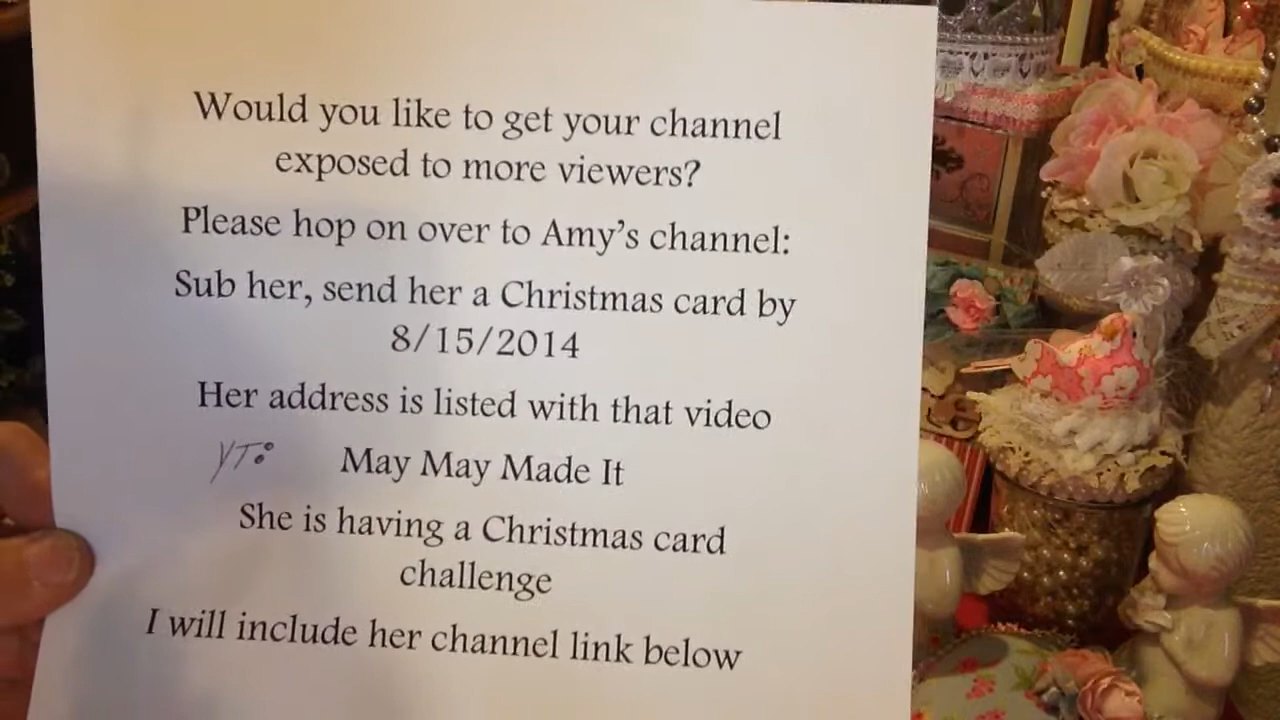 Would you like to get your channel
exposed to more viewers?
Please hop on over to Amy's channel:
Sub her, send her a Christmas card by
8/15/2014
Her address is listed with that video
YT: May May Made It
She is having a Christmas card
challenge
I will include her channel link below